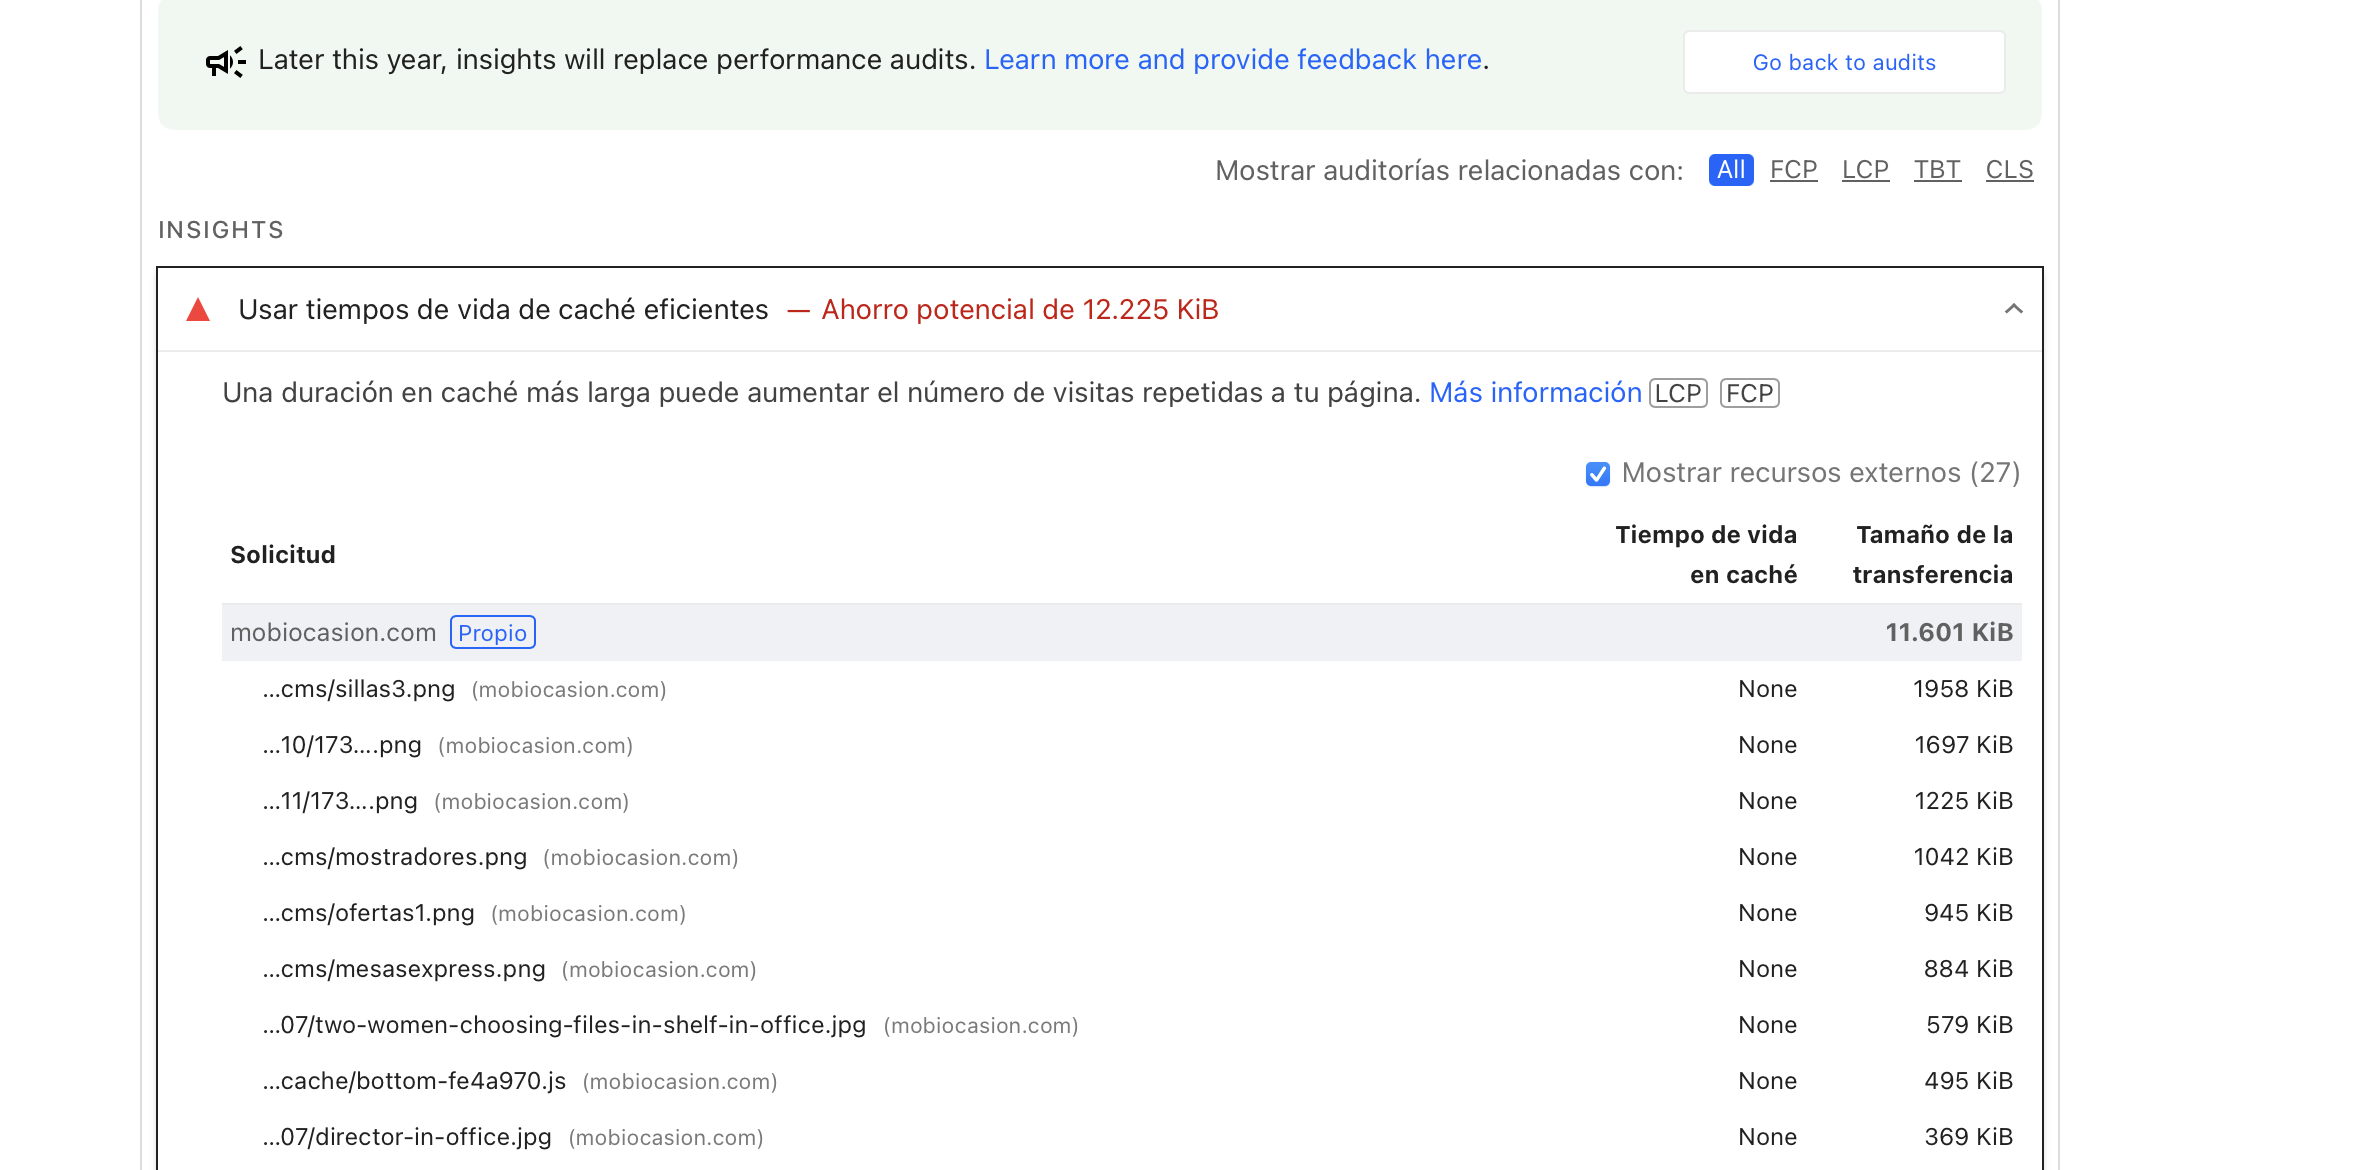 Later this year, insights will replace performance audits. Learn more and provide feedback here.
Go back to audits
Mostrar auditorías relacionadas con: All FCP LCP TBT CLS
INSIGHTS
Usar tiempos de vida de caché eficientes — Ahorro potencial de 12.225 KiB
Una duración en caché más larga puede aumentar el número de visitas repetidas a tu página. Más información LCP FCP
Mostrar recursos externos (27)
Solicitud
Tiempo de vida en caché
Tamaño de la transferencia
mobiocasion.com Propio 11.601 KiB
…cms/sillas3.png (mobiocasion.com) None 1958 KiB
…10/173….png (mobiocasion.com) None 1697 KiB
…11/173….png (mobiocasion.com) None 1225 KiB
…cms/mostradores.png (mobiocasion.com) None 1042 KiB
…cms/ofertas1.png (mobiocasion.com) None 945 KiB
…cms/mesasexpress.png (mobiocasion.com) None 884 KiB
…07/two-women-choosing-files-in-shelf-in-office.jpg (mobiocasion.com) None 579 KiB
…cache/bottom-fe4a970.js (mobiocasion.com) None 495 KiB
…07/director-in-office.jpg (mobiocasion.com) None 369 KiB